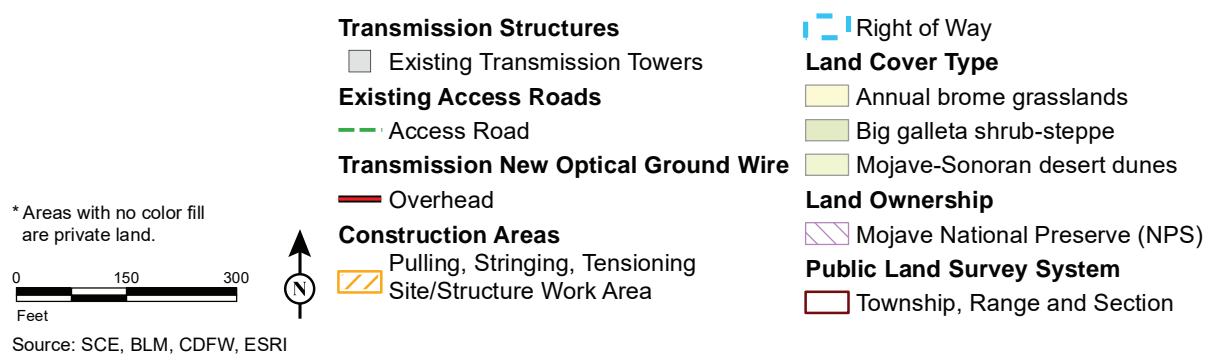 * Areas with no color fill
are private land.
0 150 300
Feet
Source: SCE, BLM, CDFW, ESRI
N
Transmission Structures
Existing Transmission Towers
Existing Access Roads
Access Road
Transmission New Optical Ground Wire
Overhead
Construction Areas
Pulling, Stringing, Tensioning
Site/Structure Work Area
Right of Way
Land Cover Type
Annual brome grasslands
Big galleta shrub-steppe
Mojave-Sonoran desert dunes
Land Ownership
Mojave National Preserve (NPS)
Public Land Survey System
Township, Range and Section